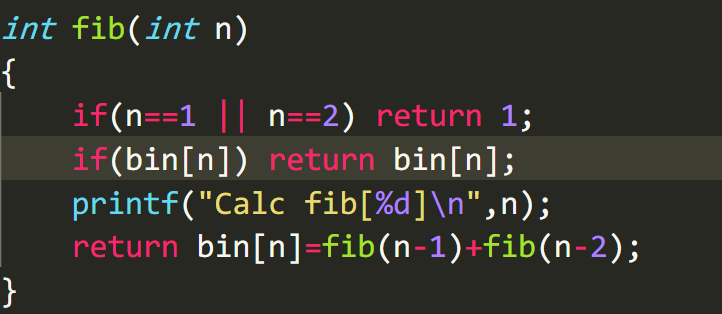 int fib(int n)
{
    if(n==1 || n==2) return 1;
    if(bin[n]) return bin[n];
    printf("Calc fib[%d]\n",n);
    return bin[n]=fib(n-1)+fib(n-2);
}